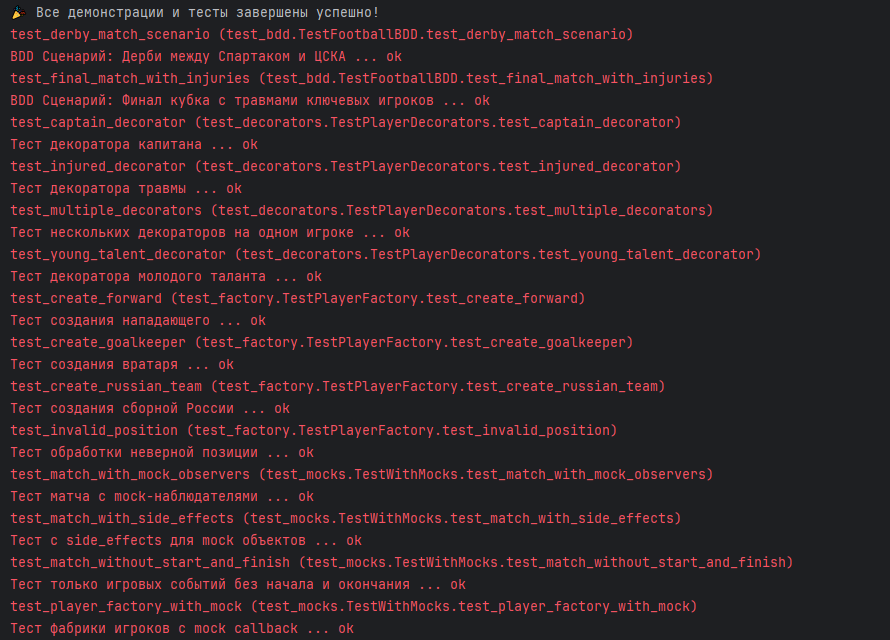 🎉 Все демонстрации и тесты завершены успешно!
test_derby_match_scenario (test_bdd.TestFootballBDD.test_derby_match_scenario)
BDD Сценарий: Дерби между Спартаком и ЦСКА ... ok
test_final_match_with_injuries (test_bdd.TestFootballBDD.test_final_match_with_injuries)
BDD Сценарий: Финал кубка с травмами ключевых игроков ... ok
test_captain_decorator (test_decorators.TestPlayerDecorators.test_captain_decorator)
Тест декоратора капитана ... ok
test_injured_decorator (test_decorators.TestPlayerDecorators.test_injured_decorator)
Тест декоратора травмы ... ok
test_multiple_decorators (test_decorators.TestPlayerDecorators.test_multiple_decorators)
Тест нескольких декораторов на одном игроке ... ok
test_young_talent_decorator (test_decorators.TestPlayerDecorators.test_young_talent_decorator)
Тест декоратора молодого таланта ... ok
test_create_forward (test_factory.TestPlayerFactory.test_create_forward)
Тест создания нападающего ... ok
test_create_goalkeeper (test_factory.TestPlayerFactory.test_create_goalkeeper)
Тест создания вратаря ... ok
test_create_russian_team (test_factory.TestPlayerFactory.test_create_russian_team)
Тест создания сборной России ... ok
test_invalid_position (test_factory.TestPlayerFactory.test_invalid_position)
Тест обработки неверной позиции ... ok
test_match_with_mock_observers (test_mocks.TestWithMocks.test_match_with_mock_observers)
Тест матча с mock-наблюдателями ... ok
test_match_with_side_effects (test_mocks.TestWithMocks.test_match_with_side_effects)
Тест с side_effects для mock объектов ... ok
test_match_without_start_and_finish (test_mocks.TestWithMocks.test_match_without_start_and_finish)
Тест только игровых событий без начала и окончания ... ok
test_player_factory_with_mock (test_mocks.TestWithMocks.test_player_factory_with_mock)
Тест фабрики игроков с mock callback ... ok